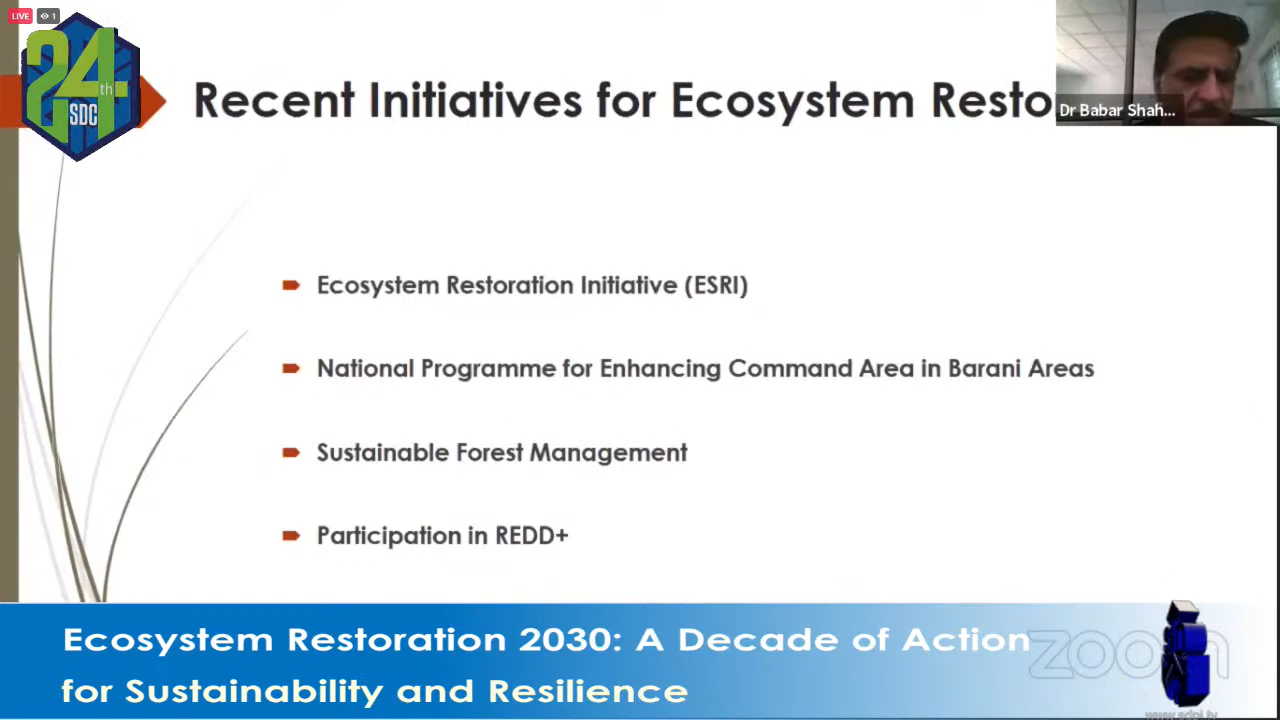 LIVE
1
24th
SDC
Recent Initiatives for Ecosystem Resto
Dr Babar Shah...
Ecosystem Restoration Initiative (ESRI)
National Programme for Enhancing Command Area in Barani Areas
Sustainable Forest Management
Participation in REDD+
Ecosystem Restoration 2030: A Decade of Action
for Sustainability and Resilience
zoom